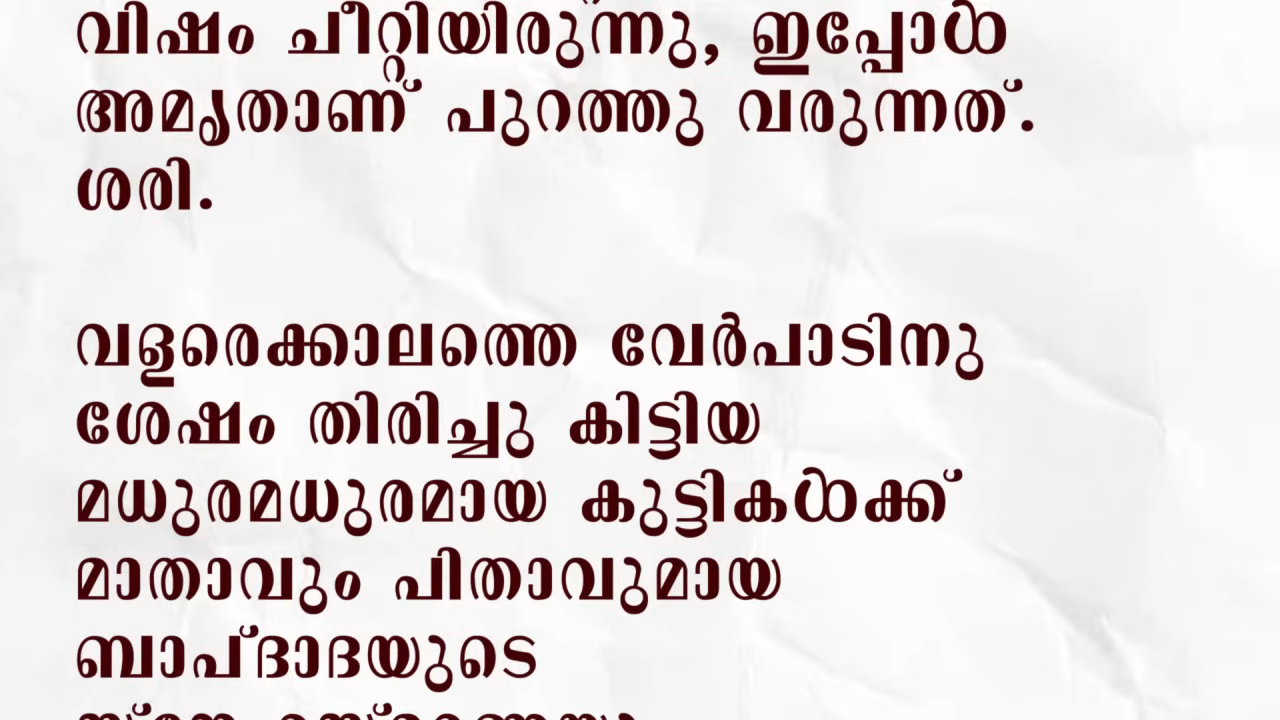 വിഷം ചീറ്റിയിരുന്നു, ഇപ്പോൾ
അമൃതാണ് പുറത്തു വരുന്നത്.
ശരി.
വളരെക്കാലത്തെ വേർപാടിനു
ശേഷം തിരിച്ചു കിട്ടിയ
മധുരമധുരമായ കുട്ടികൾക്ക്
മാതാവും പിതാവുമായ
ബാപ്ദാദയുടെ